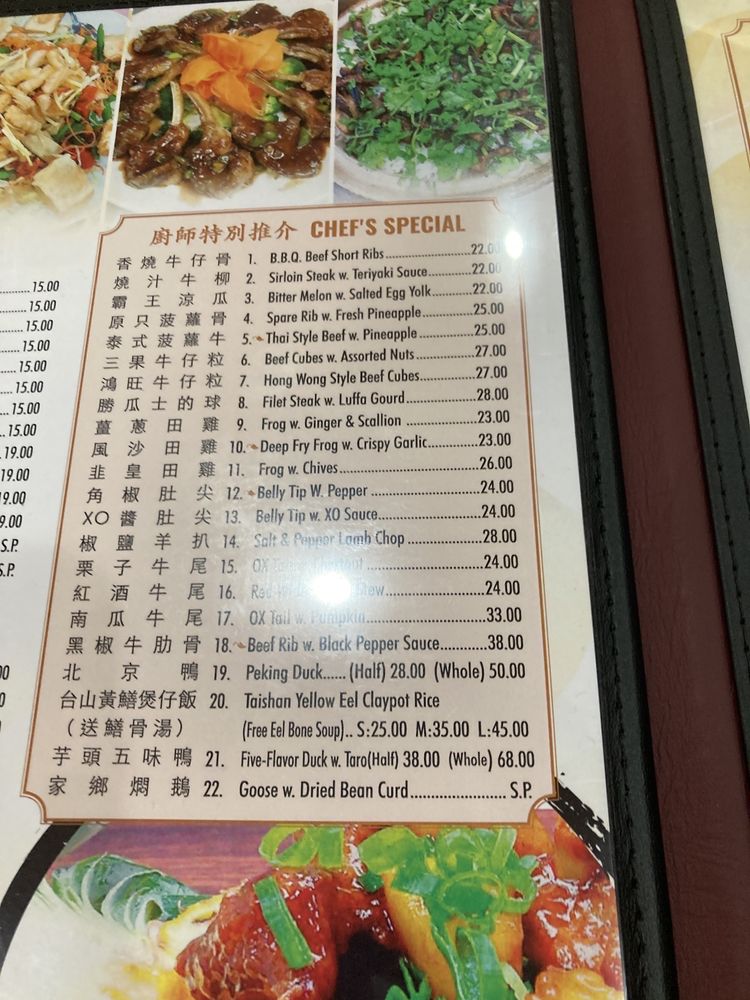 廚師特別推介 CHEF'S SPECIAL
香燒牛仔骨 1. B.B.Q. Beef Short Ribs 22.00
燒汁牛柳 2. Sirloin Steak w. Teriyaki Sauce 22.00
霸王涼瓜 3. Bitter Melon w. Salted Egg Yolk 22.00
原只菠蘿骨 4. Spare Rib w. Fresh Pineapple 25.00
泰式菠蘿牛 5. Thai Style Beef w. Pineapple 25.00
三果牛仔粒 6. Beef Cubes w. Assorted Nuts 27.00
鴻旺牛仔粒 7. Hong Wong Style Beef Cubes 27.00
勝瓜士的球 8. Filet Steak w. Luffa Gourd 28.00
薑蔥田雞 9. Frog w. Ginger & Scallion 23.00
風沙田雞 10. Deep Fry Frog w. Crispy Garlic 23.00
韭皇田雞 11. Frog w. Chives 26.00
角椒肚尖 12. Belly Tip W. Pepper 24.00
XO醬肚尖 13. Belly Tip w. XO Sauce 24.00
椒鹽羊扒 14. Salt & Pepper Lamb Chop 28.00
栗子牛尾 15. OX Chestnut 24.00
紅酒牛尾 16. Red Stew 24.00
南瓜牛尾 17. OX Tail w. Pumpkin 33.00
黑椒牛肋骨 18. Beef Rib w. Black Pepper Sauce 38.00
北京鴨 19. Peking Duck...... (Half) 28.00 (Whole) 50.00
台山黃鱔煲仔飯 20. Taishan Yellow Eel Claypot Rice
（送鱔骨湯） (Free Eel Bone Soup).. S:25.00 M:35.00 L:45.00
芋頭五味鴨 21. Five-Flavor Duck w. Taro(Half) 38.00 (Whole) 68.00
家鄉燜鵝 22. Goose w. Dried Bean Curd S.P.
15.00
15.00
15.00
15.00
15.00
15.00
15.00
15.00
19.00
19.00
19.00
S.P.
S.P.